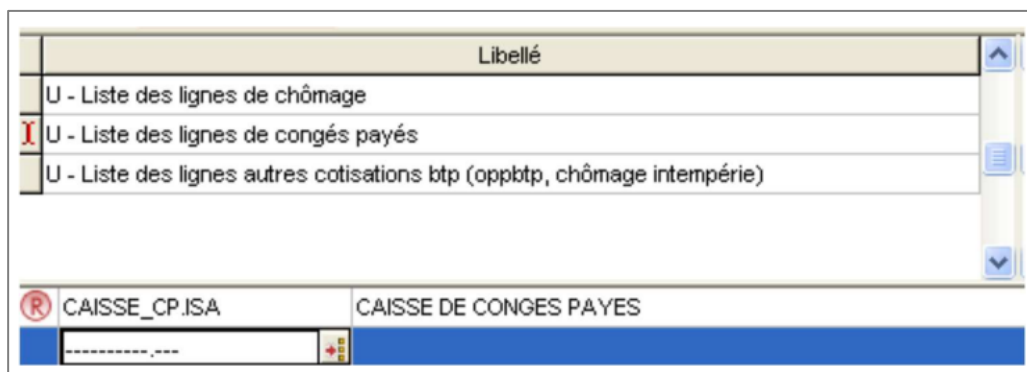 Libellé
U - Liste des lignes de chômage
U - Liste des lignes de congés payés
U - Liste des lignes autres cotisations btp (oppbtp, chômage intempérie)
® CAISSE_CP.ISA CAISSE DE CONGES PAYES
----------.---